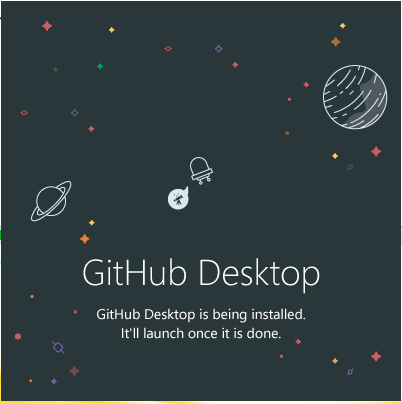 GitHub Desktop
GitHub Desktop is being installed.
It'll launch once it is done.